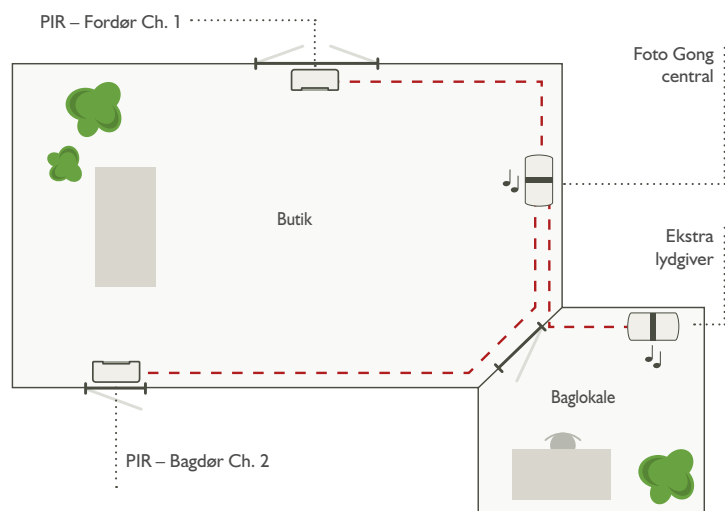 PIR – Fordør Ch. 1
Foto Gong
central
Butik
Ekstra
lydgiver
Baglokale
PIR – Bagdør Ch. 2